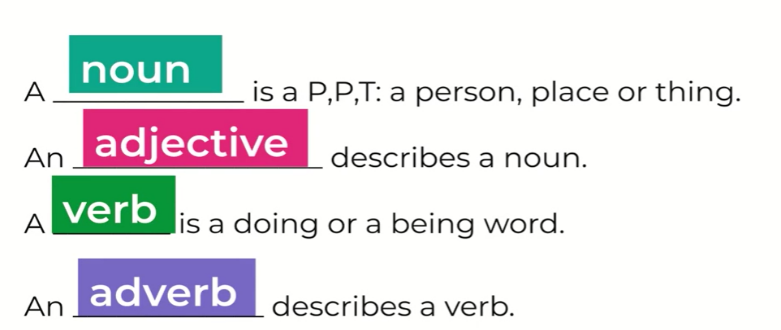 A noun is a P,P,T: a person, place or thing.
An adjective describes a noun.
A verb is a doing or a being word.
An adverb describes a verb.